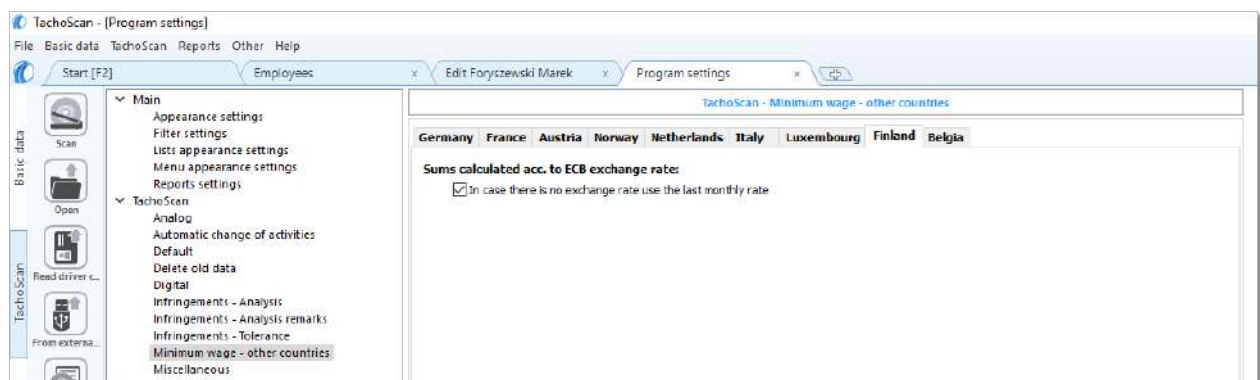 TachoScan - [Program settings]
File Basic data TachoScan Reports Other Help
Start [F2] Employees x Edit Foryszewski Marek x Program settings x
Basic data
TachoScan
Scan
Open
Read driver c...
From externa...
Main
Appearance settings
Filter settings
Lists appearance settings
Menu appearance settings
Reports settings
TachoScan
Analog
Automatic change of activities
Default
Delete old data
Digital
Infringements - Analysis
Infringements - Analysis remarks
Infringements - Tolerance
Minimum wage - other countries
Miscellaneous
TachoScan - Minimum wage - other countries
Germany France Austria Norway Netherlands Italy Luxembourg Finland Belgia
Sums calculated acc. to ECB exchange rate:
In case there is no exchange rate use the last monthly rate